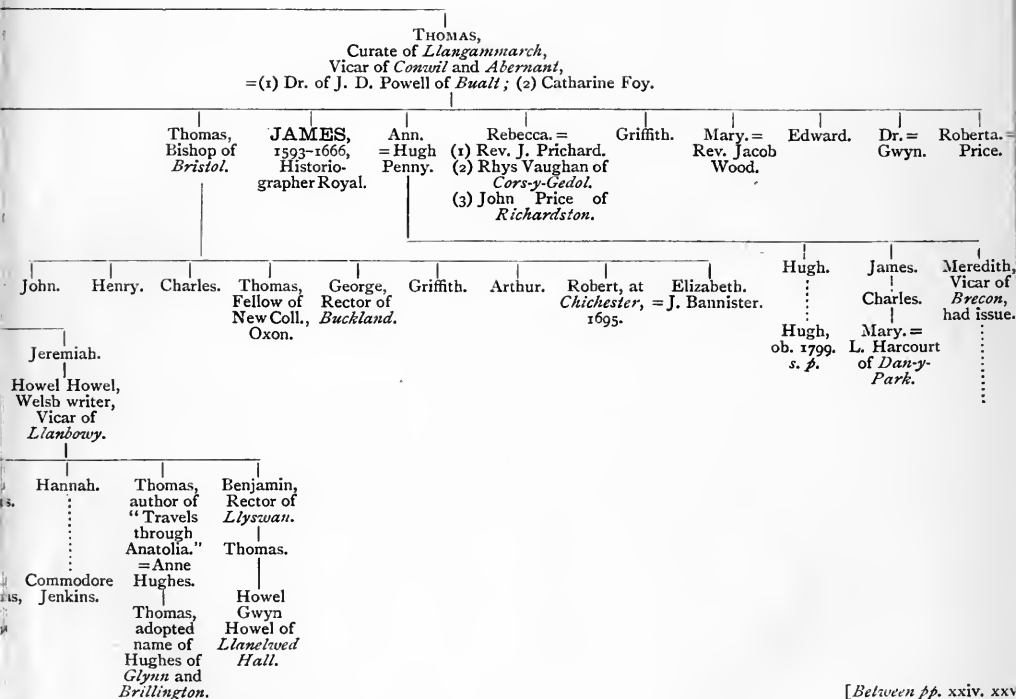 THOMAS,
Curate of Llangammarch,
Vicar of Conwil and Abernant,
=(1) Dr. of J. D. Powell of Bualt; (2) Catharine Foy.
Thomas,
Bishop of
Bristol.
JAMES,
1593-1666,
Historio-
grapher Royal.
Ann.
= Hugh
Penny.
Rebecca. =
(1) Rev. J. Prichard.
(2) Rhys Vaughan of
Cors-y-Gedol.
(3) John Price of
Richardston.
Griffith.
Mary. =
Rev. Jacob
Wood.
Edward.
Dr. =
Gwyn.
Roberta. =
Price.
John.
Henry.
Charles.
Thomas,
Fellow of
New Coll.,
Oxon.
George,
Rector of
Buckland.
Griffith.
Arthur.
Robert, at
Chichester,
1695.
Elizabeth.
= J. Bannister.
Hugh.
Hugh,
ob. 1799.
s. p.
James.
Charles.
Mary. =
L. Harcourt
of Dan-y-
Park.
Meredith,
Vicar of
Brecon,
had issue.
Jeremiah.
Howel Howel,
Welsh writer,
Vicar of
Llanbowy.
Hannah.
Commodore
Jenkins.
Thomas,
author of
"Travels
through
Anatolia."
=Anne
Hughes.
Thomas,
adopted
name of
Hughes of
Glynn and
Brillington.
Benjamin,
Rector of
Llyswan.
Thomas.
Howel
Gwyn
Howel of
Llanelwed
Hall.
[Between pp. xxiv. xxv